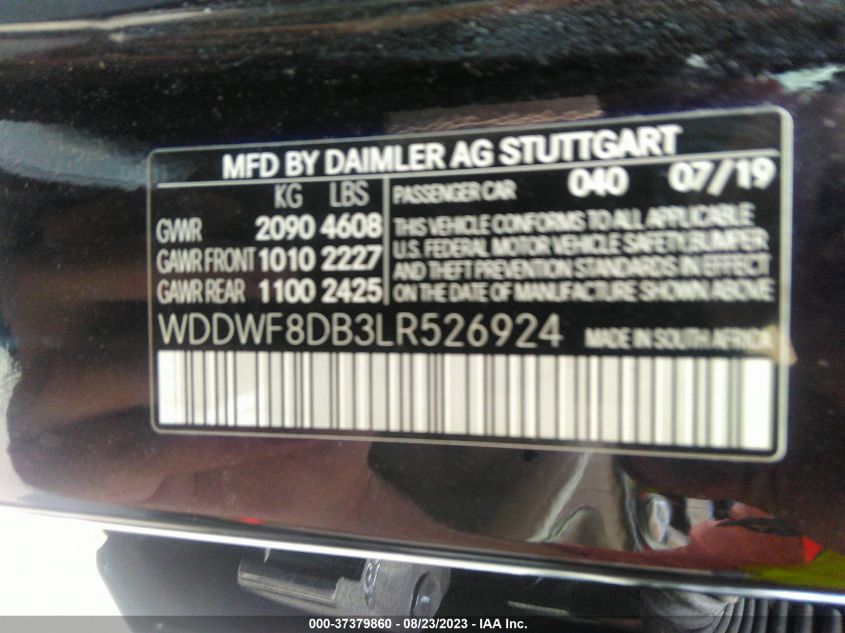 MFD BY DAIMLER AG STUTTGART
KG LBS
GVWR 2090 4608
GAWR FRONT 1010 2227
GAWR REAR 1100 2425
PASSENGER CAR 040 07/19
THIS VEHICLE CONFORMS TO ALL APPLICABLE
U.S. FEDERAL MOTOR VEHICLE SAFETY, BUMPER
AND THEFT PREVENTION STANDARDS IN EFFECT
ON THE DATE OF MANUFACTURE SHOWN ABOVE
WDDWF8DB3LR526924 MADE IN SOUTH AFRICA
000-37379860 - 08/23/2023 - IAA Inc.